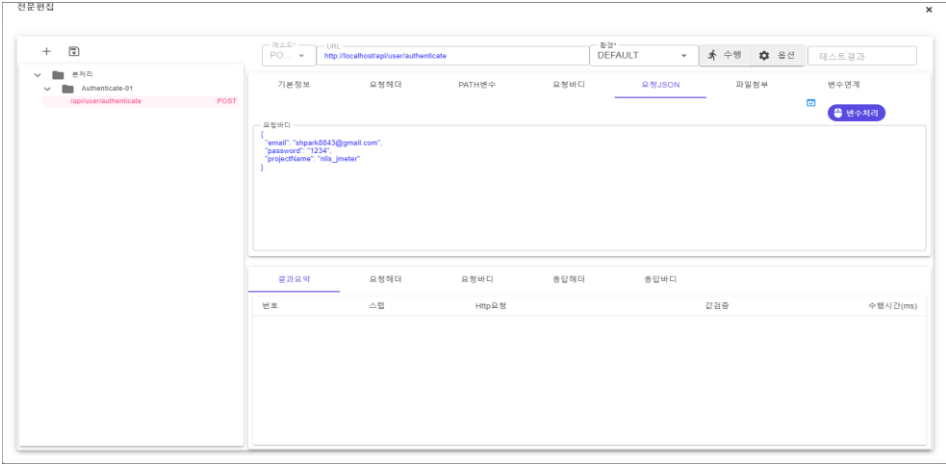 전문편집
메소드*
PO...
URL
http://localhost/api/user/authenticate
환경*
DEFAULT
수행
옵션
테스트결과
본처리
Authenticate-01
/api/user/authenticate POST
기본정보 요청헤더 PATH변수 요청바디 요청JSON 파일첨부 변수연계
변수처리
요청바디
{
"email": "shpark8843@gmail.com",
"password": "1234",
"projectName": "nlis_jmeter"
}
결과요약 요청헤더 요청바디 응답헤더 응답바디
번호 스텝 Http요청 값검증 수행시간(ms)